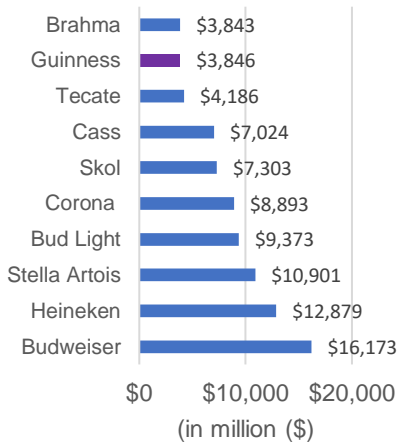 Brahma $3,843
Guinness $3,846
Tecate $4,186
Cass $7,024
Skol $7,303
Corona $8,893
Bud Light $9,373
Stella Artois $10,901
Heineken $12,879
Budweiser $16,173
$0 $10,000 $20,000
(in million ($)